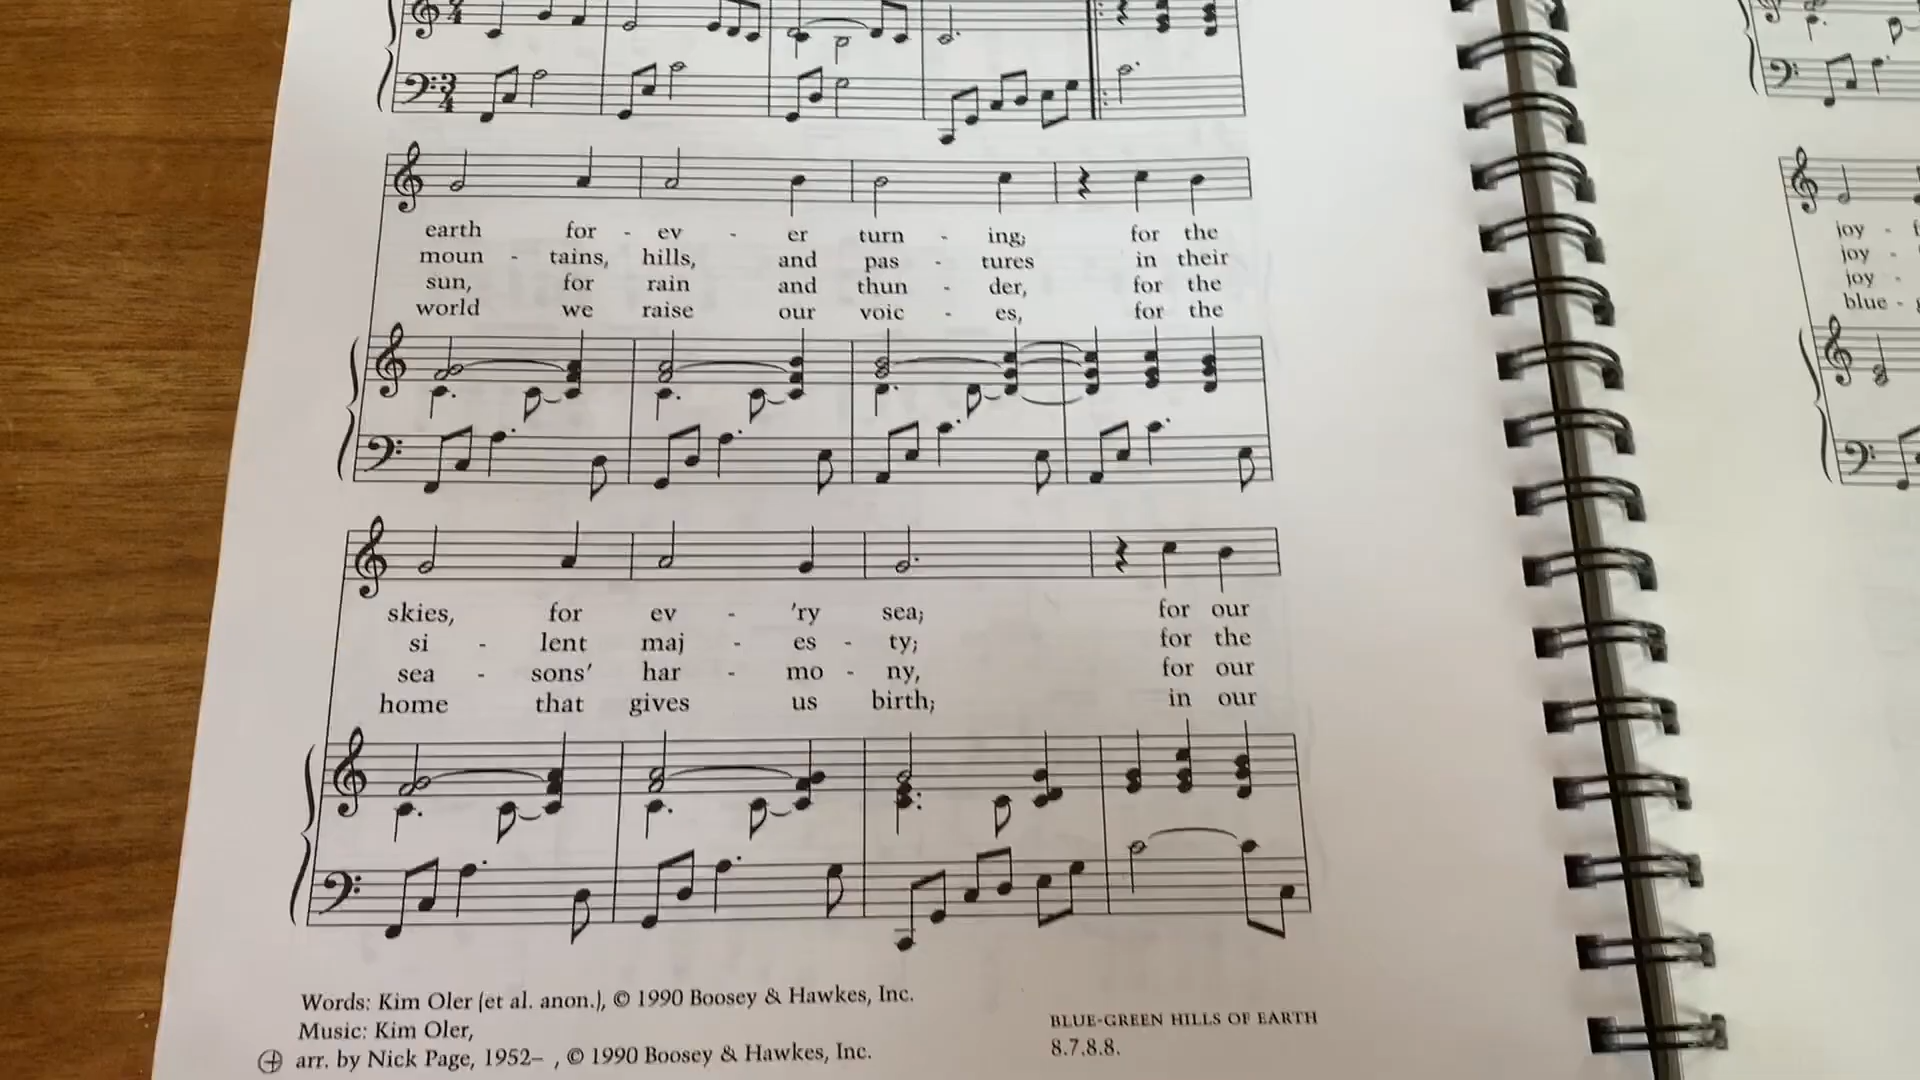 earth for - ev - er turn - ing; for the
moun - tains, hills, and pas - tures in their
sun, for rain and thun - der, for the
world we raise our voic - es, for the
skies, for ev - 'ry sea; for our
si - lent maj - es - ty; for the
sea - sons' har - mo - ny, for our
home that gives us birth; in our
Words: Kim Oler (et al. anon.), © 1990 Boosey & Hawkes, Inc.
Music: Kim Oler,
arr. by Nick Page, 1952– , © 1990 Boosey & Hawkes, Inc.
BLUE-GREEN HILLS OF EARTH
8.7.8.8.
joy -
joy -
joy -
blue -